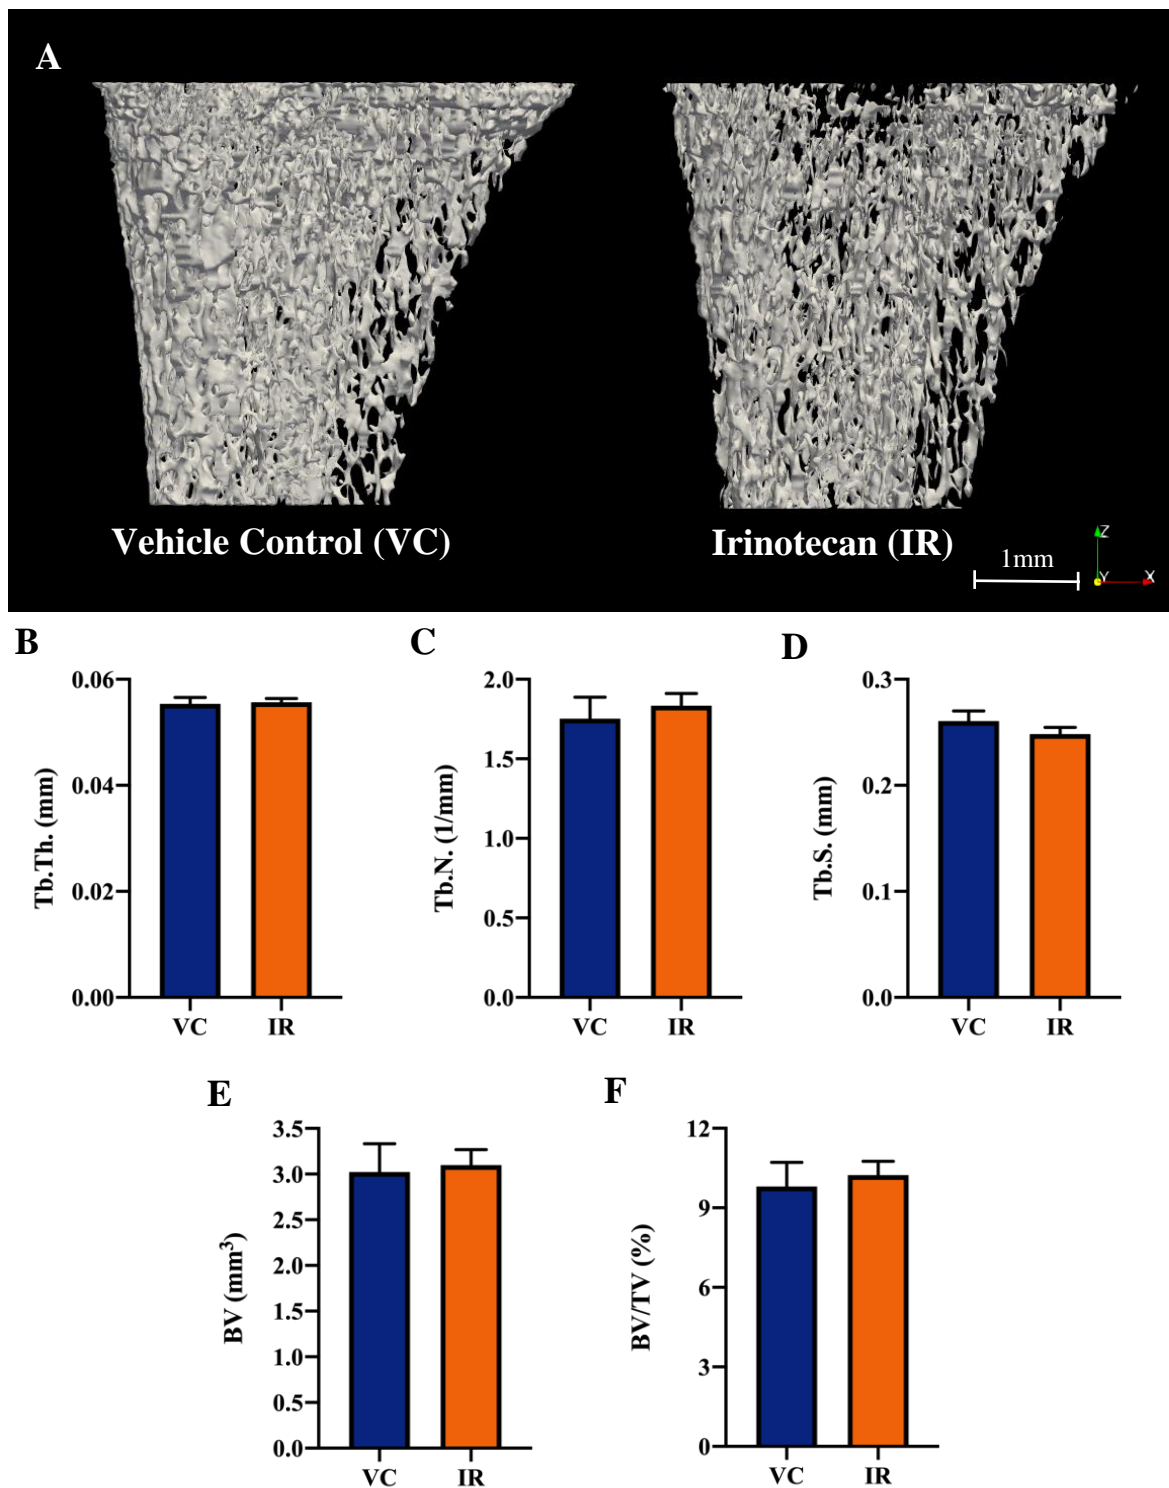 A
Vehicle Control (VC)
Irinotecan (IR)
1mm
Z
Y
X
B
0.06
0.04
0.02
0.00
Tb.Th. (mm)
VC
IR
C
2.0
1.5
1.0
0.5
0.0
Tb.N. (1/mm)
VC
IR
D
0.3
0.2
0.1
0.0
Tb.S. (mm)
VC
IR
E
3.5
3.0
2.5
2.0
1.5
1.0
0.5
0.0
BV (mm³)
VC
IR
F
12
9
6
3
0
BV/TV (%)
VC
IR